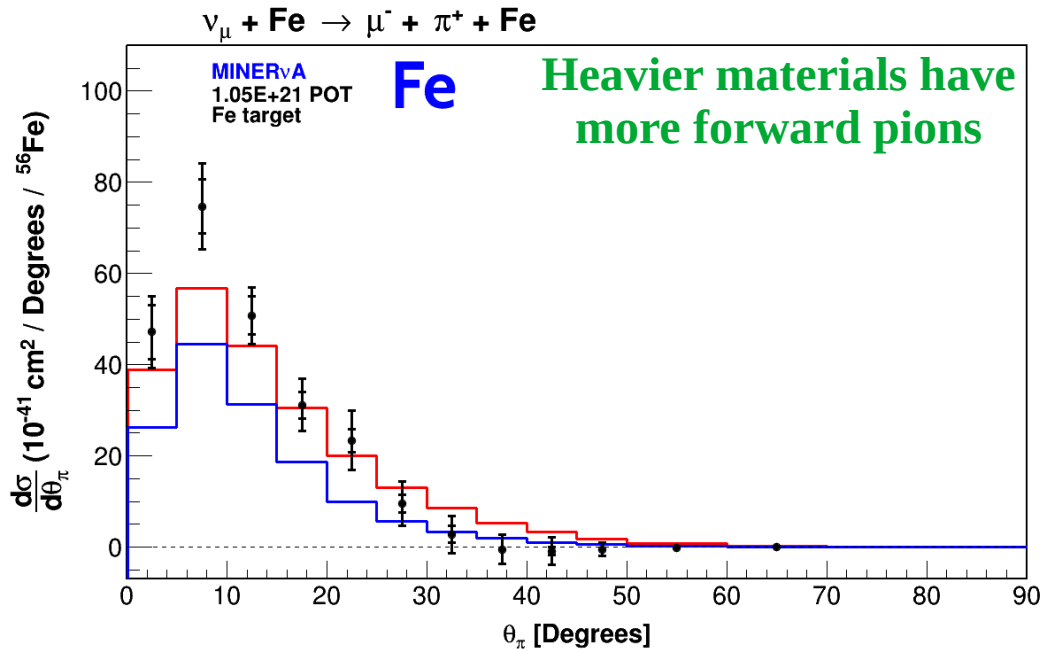 νμ + Fe → μ⁻ + π⁺ + Fe
MINERνA
1.05E+21 POT
Fe target
Fe
Heavier materials have
more forward pions
dσ/dθπ (10⁻⁴¹ cm² / Degrees / ⁵⁶Fe)
100
80
60
40
20
0
0 10 20 30 40 50 60 70 80 90
θπ [Degrees]